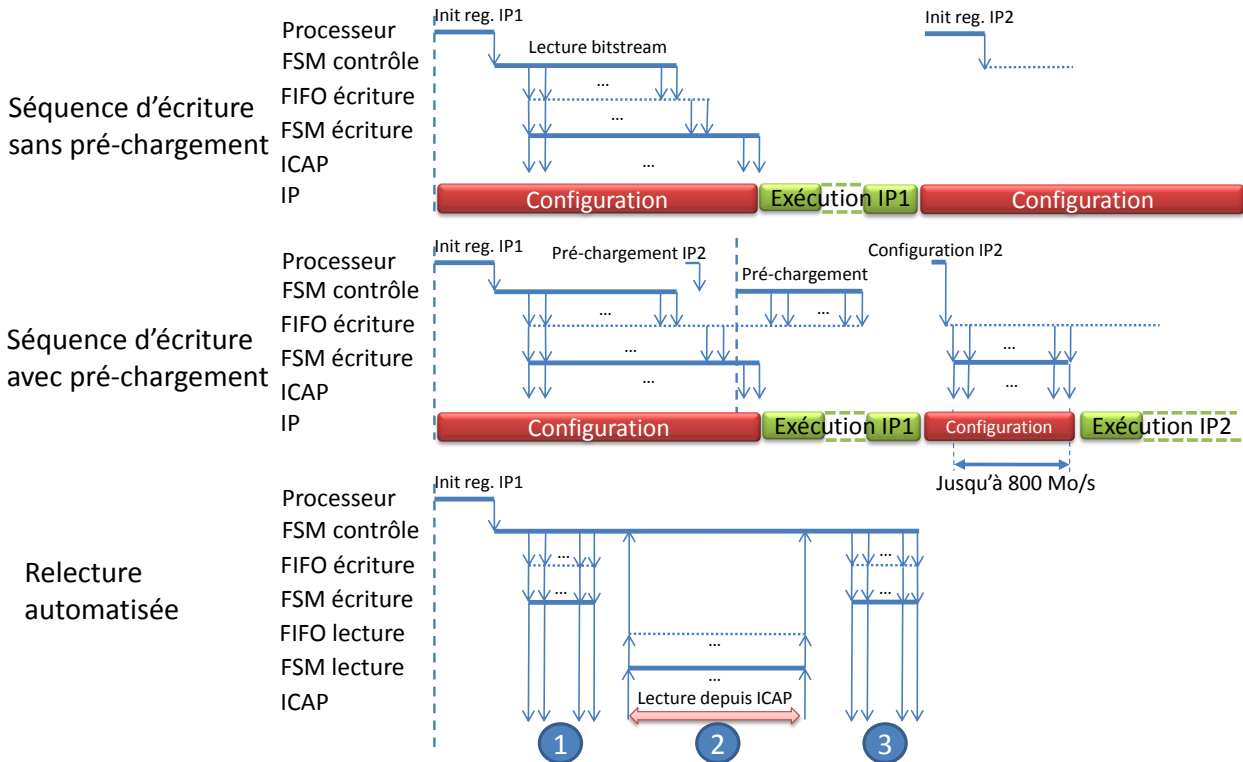 Séquence d'écriture
sans pré-chargement
Processeur
FSM contrôle
FIFO écriture
FSM écriture
ICAP
IP
Init reg. IP1
Lecture bitstream
...
...
...
Init reg. IP2
Configuration
Exécution IP1
Configuration
Séquence d'écriture
avec pré-chargement
Processeur
FSM contrôle
FIFO écriture
FSM écriture
ICAP
IP
Init reg. IP1
Pré-chargement IP2
Pré-chargement
Configuration IP2
...
...
...
...
...
...
Configuration
Exécution IP1
Configuration
Exécution IP2
Jusqu'à 800 Mo/s
Relecture
automatisée
Processeur
FSM contrôle
FIFO écriture
FSM écriture
FIFO lecture
FSM lecture
ICAP
Init reg. IP1
...
...
...
...
...
...
Lecture depuis ICAP
1
2
3